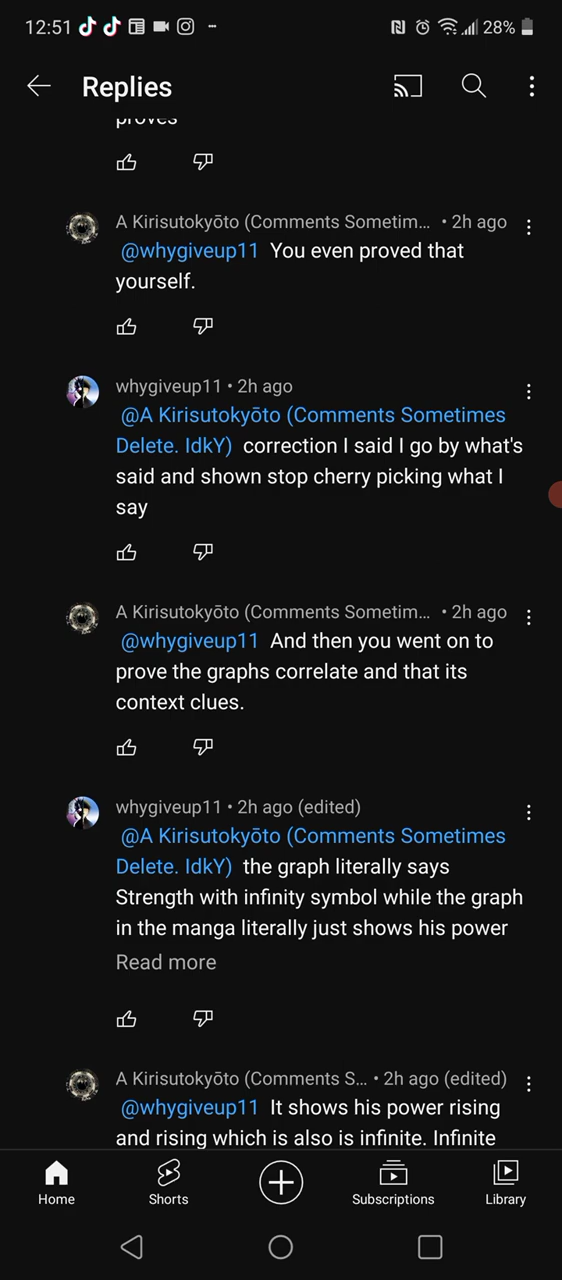 12:51
28%
Replies
proves
A Kirisutokyōto (Comments Sometim... • 2h ago
@whygiveup11 You even proved that
yourself.
whygiveup11 • 2h ago
@A Kirisutokyōto (Comments Sometimes
Delete. IdkY) correction I said I go by what's
said and shown stop cherry picking what I
say
A Kirisutokyōto (Comments Sometim... • 2h ago
@whygiveup11 And then you went on to
prove the graphs correlate and that its
context clues.
whygiveup11 • 2h ago (edited)
@A Kirisutokyōto (Comments Sometimes
Delete. IdkY) the graph literally says
Strength with infinity symbol while the graph
in the manga literally just shows his power
Read more
A Kirisutokyōto (Comments S... • 2h ago (edited)
@whygiveup11 It shows his power rising
and rising which is also is infinite. Infinite
Home
Shorts
Subscriptions
Library